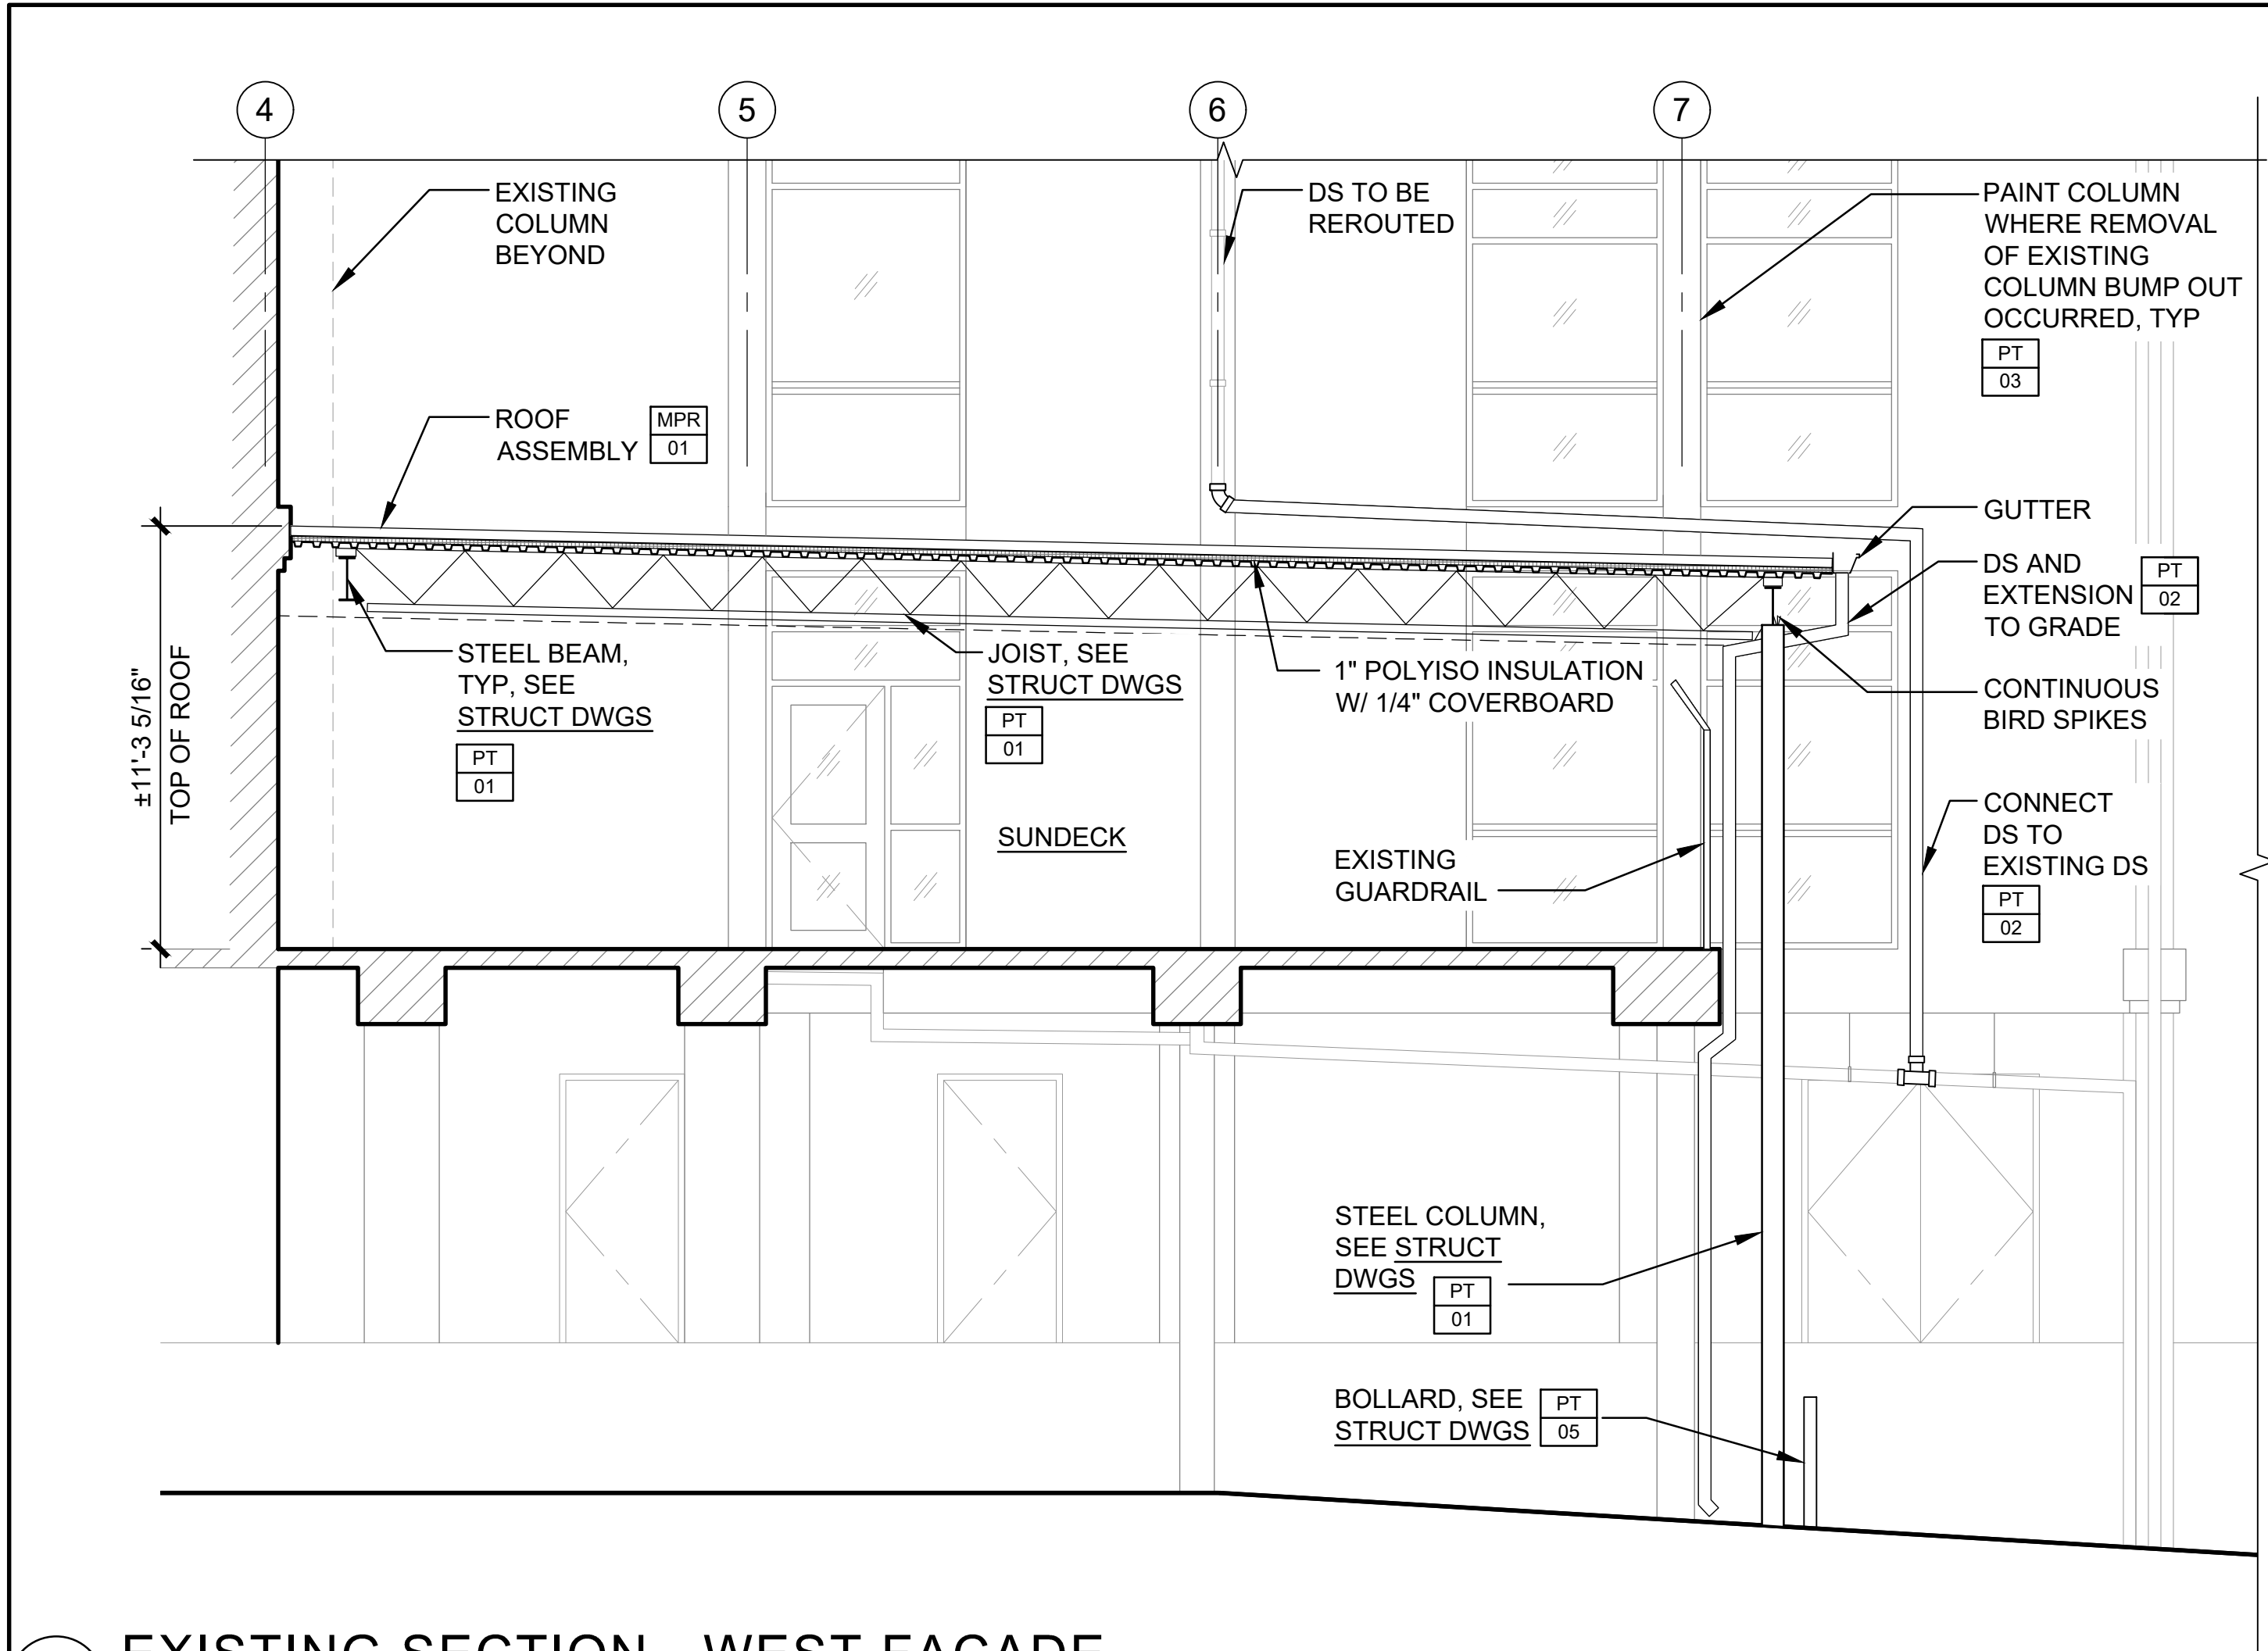 4
5
6
7
EXISTING
COLUMN
BEYOND
DS TO BE
REROUTED
PAINT COLUMN
WHERE REMOVAL
OF EXISTING
COLUMN BUMP OUT
OCCURRED, TYP
PT
03
ROOF
ASSEMBLY
MPR
01
GUTTER
DS AND
EXTENSION
TO GRADE
PT
02
±11'-3 5/16"
TOP OF ROOF
STEEL BEAM,
TYP, SEE
STRUCT DWGS
PT
01
JOIST, SEE
STRUCT DWGS
PT
01
1" POLYISO INSULATION
W/ 1/4" COVERBOARD
CONTINUOUS
BIRD SPIKES
SUNDECK
EXISTING
GUARDRAIL
CONNECT
DS TO
EXISTING DS
PT
02
STEEL COLUMN,
SEE STRUCT
DWGS
PT
01
BOLLARD, SEE
STRUCT DWGS
PT
05
EXISTING SECTION - WEST FACADE